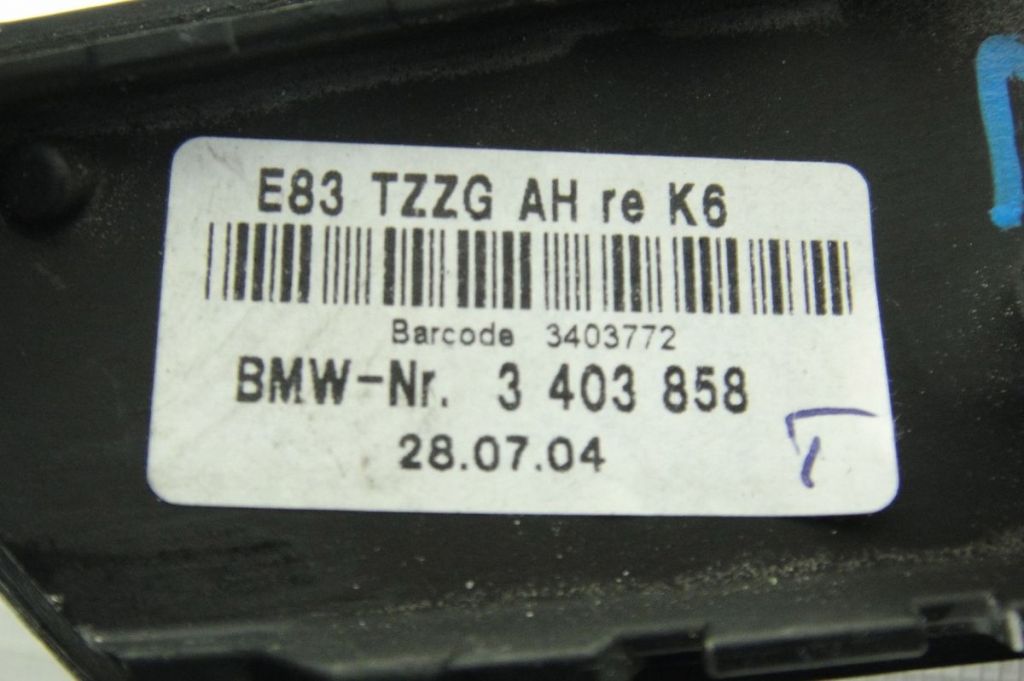 E83 TZZG AH re K6
Barcode 3403772
BMW-Nr. 3 403 858
28.07.04
T